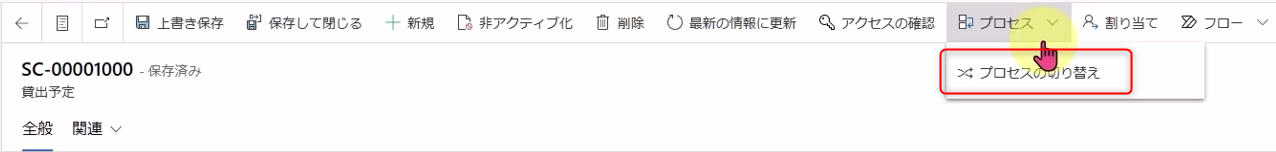 上書き保存 保存して閉じる 新規 非アクティブ化 削除 最新の情報に更新 アクセスの確認 プロセス 割り当て フロー
プロセスの切り替え
SC-00001000 - 保存済み
貸出予定
全般 関連